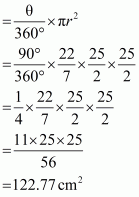 = θ/360° × πr²
= 90°/360° × 22/7 × 25/2 × 25/2
= 1/4 × 22/7 × 25/2 × 25/2
= 11×25×25/56
= 122.77 cm²